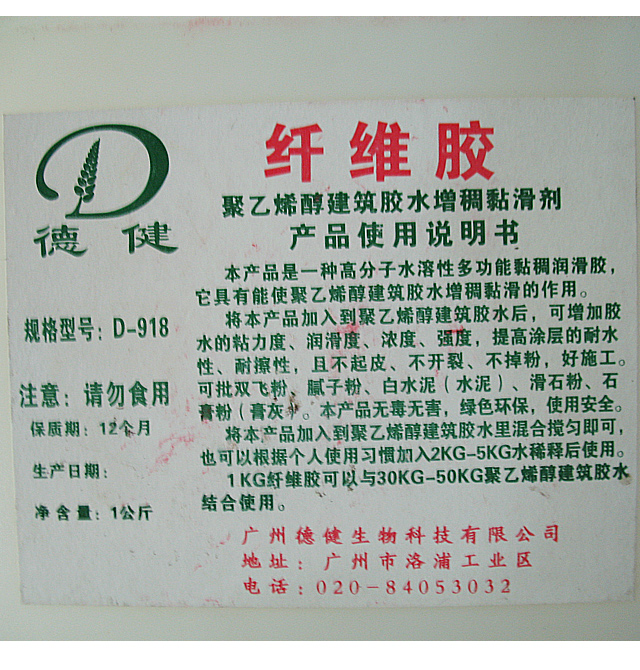 纤维胶
聚乙烯醇建筑胶水增稠黏滑剂
产品使用说明书
德健
规格型号：D-918
注意：请勿食用
保质期：12个月
生产日期：
净含量：1公斤
本产品是一种高分子水溶性多功能黏稠润滑胶，
它具有能使聚乙烯醇建筑胶水增稠黏滑的作用。
将本产品加入到聚乙烯醇建筑胶水后，可增加胶
水的粘力度、润滑度、浓度、强度，提高涂层的耐水
性、耐擦性，且不起皮、不开裂、不掉粉，好施工。
可批双飞粉、腻子粉、白水泥（水泥）、滑石粉、石
膏粉（膏灰）。本产品无毒无害，绿色环保，使用安全。
将本产品加入到聚乙烯醇建筑胶水里混合搅匀即可，
也可以根据个人使用习惯加入2KG-5KG水稀释后使用。
1KG纤维胶可以与30KG-50KG聚乙烯醇建筑胶水
结合使用。
广州德健生物科技有限公司
地址：广州市洛浦工业区
电话：020-84053032